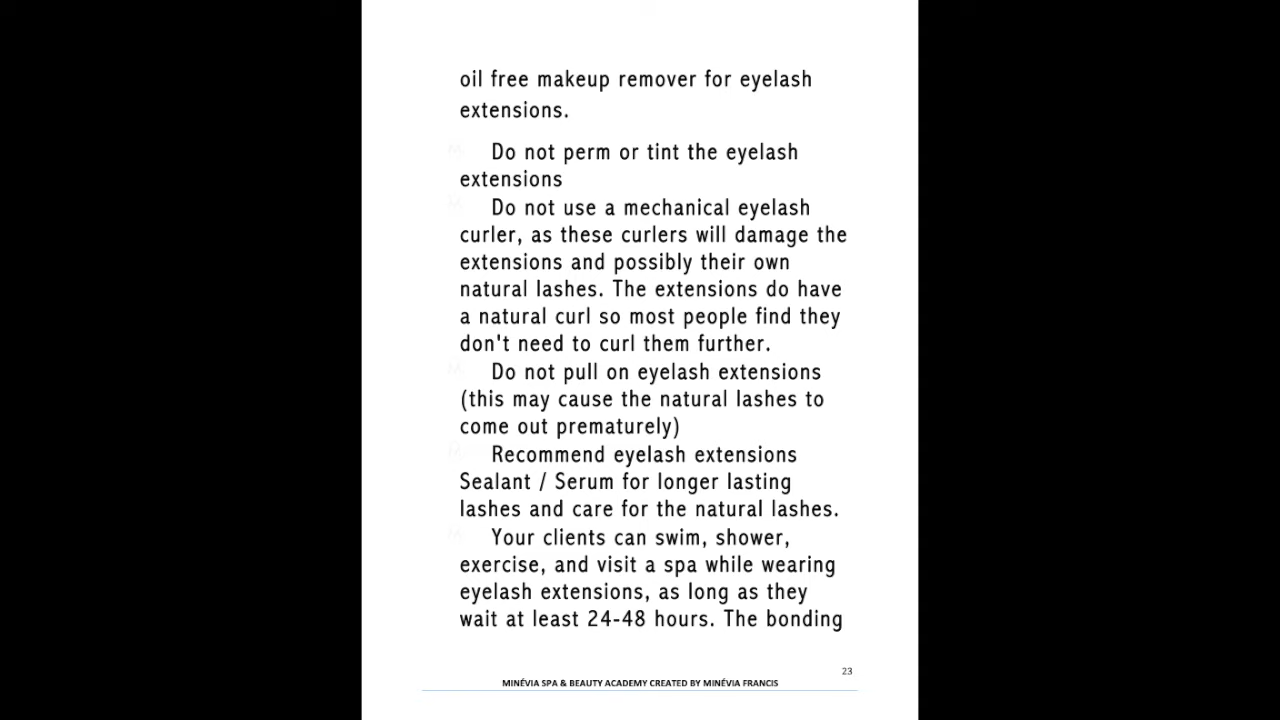 oil free makeup remover for eyelash
extensions.
Do not perm or tint the eyelash
extensions
Do not use a mechanical eyelash
curler, as these curlers will damage the
extensions and possibly their own
natural lashes. The extensions do have
a natural curl so most people find they
don't need to curl them further.
Do not pull on eyelash extensions
(this may cause the natural lashes to
come out prematurely)
Recommend eyelash extensions
Sealant / Serum for longer lasting
lashes and care for the natural lashes.
Your clients can swim, shower,
exercise, and visit a spa while wearing
eyelash extensions, as long as they
wait at least 24-48 hours. The bonding
23
MINÉVIA SPA & BEAUTY ACADEMY CREATED BY MINÉVIA FRANCIS